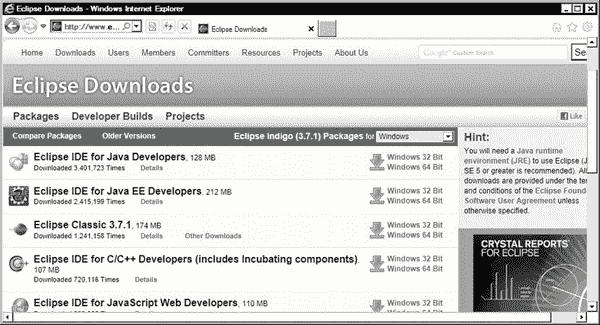 Eclipse Downloads - Windows Internet Explorer
http://www.e...
Eclipse Downloads
Home Downloads Users Members Committers Resources Projects About Us
Google Custom Search
Se
Eclipse Downloads
Packages Developer Builds Projects
Like
Compare Packages Older Versions Eclipse Indigo (3.7.1) Packages for Windows
Eclipse IDE for Java Developers, 128 MB
Downloaded 3,401,723 Times Details
Windows 32 Bit
Windows 64 Bit
Eclipse IDE for Java EE Developers, 212 MB
Downloaded 2,415,199 Times Details
Windows 32 Bit
Windows 64 Bit
Eclipse Classic 3.7.1, 174 MB
Downloaded 1,241,158 Times Details Other Downloads
Windows 32 Bit
Windows 64 Bit
Eclipse IDE for C/C++ Developers (includes Incubating components),
107 MB
Downloaded 720,116 Times Details
Windows 32 Bit
Windows 64 Bit
Eclipse IDE for JavaScript Web Developers, 110 MB
Windows 32 Bit
Hint:
You will need a Java runtime
environment (JRE) to use Eclipse (J
SE 5 or greater is recommended). All
downloads are provided under the ter
and conditions of the Eclipse Found
Software User Agreement unless
otherwise specified.
CRYSTAL REPORTS
FOR ECLIPSE